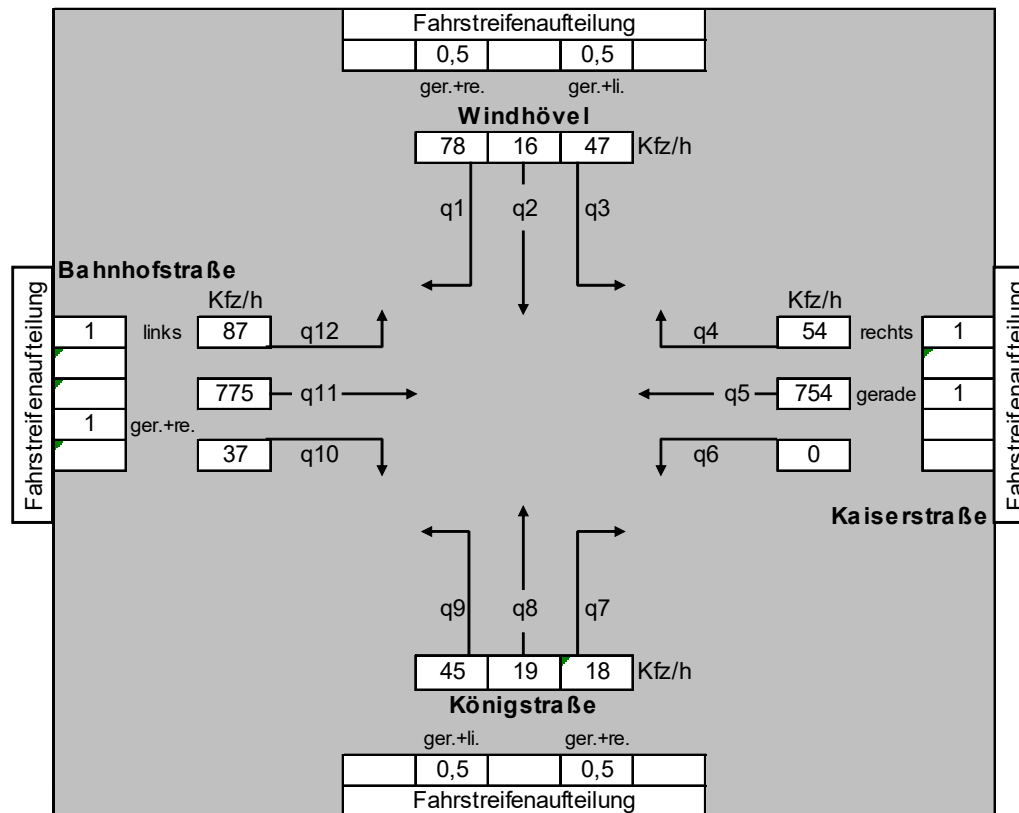 Fahrstreifenaufteilung
0,5 0,5
ger.+re. ger.+li.
Windhövel
78 16 47 Kfz/h
q1 q2 q3
Bahnhofstraße
Kfz/h Kfz/h
Fahrstreifenaufteilung
1 links 87 q12 q4 54 rechts 1
775 q11 q5 754 gerade 1
1 ger.+re.
37 q10 q6 0
Fahrstreifenaufteilung
Kaiserstraße
q9 q8 q7
45 19 18 Kfz/h
Königstraße
ger.+li. ger.+re.
0,5 0,5
Fahrstreifenaufteilung